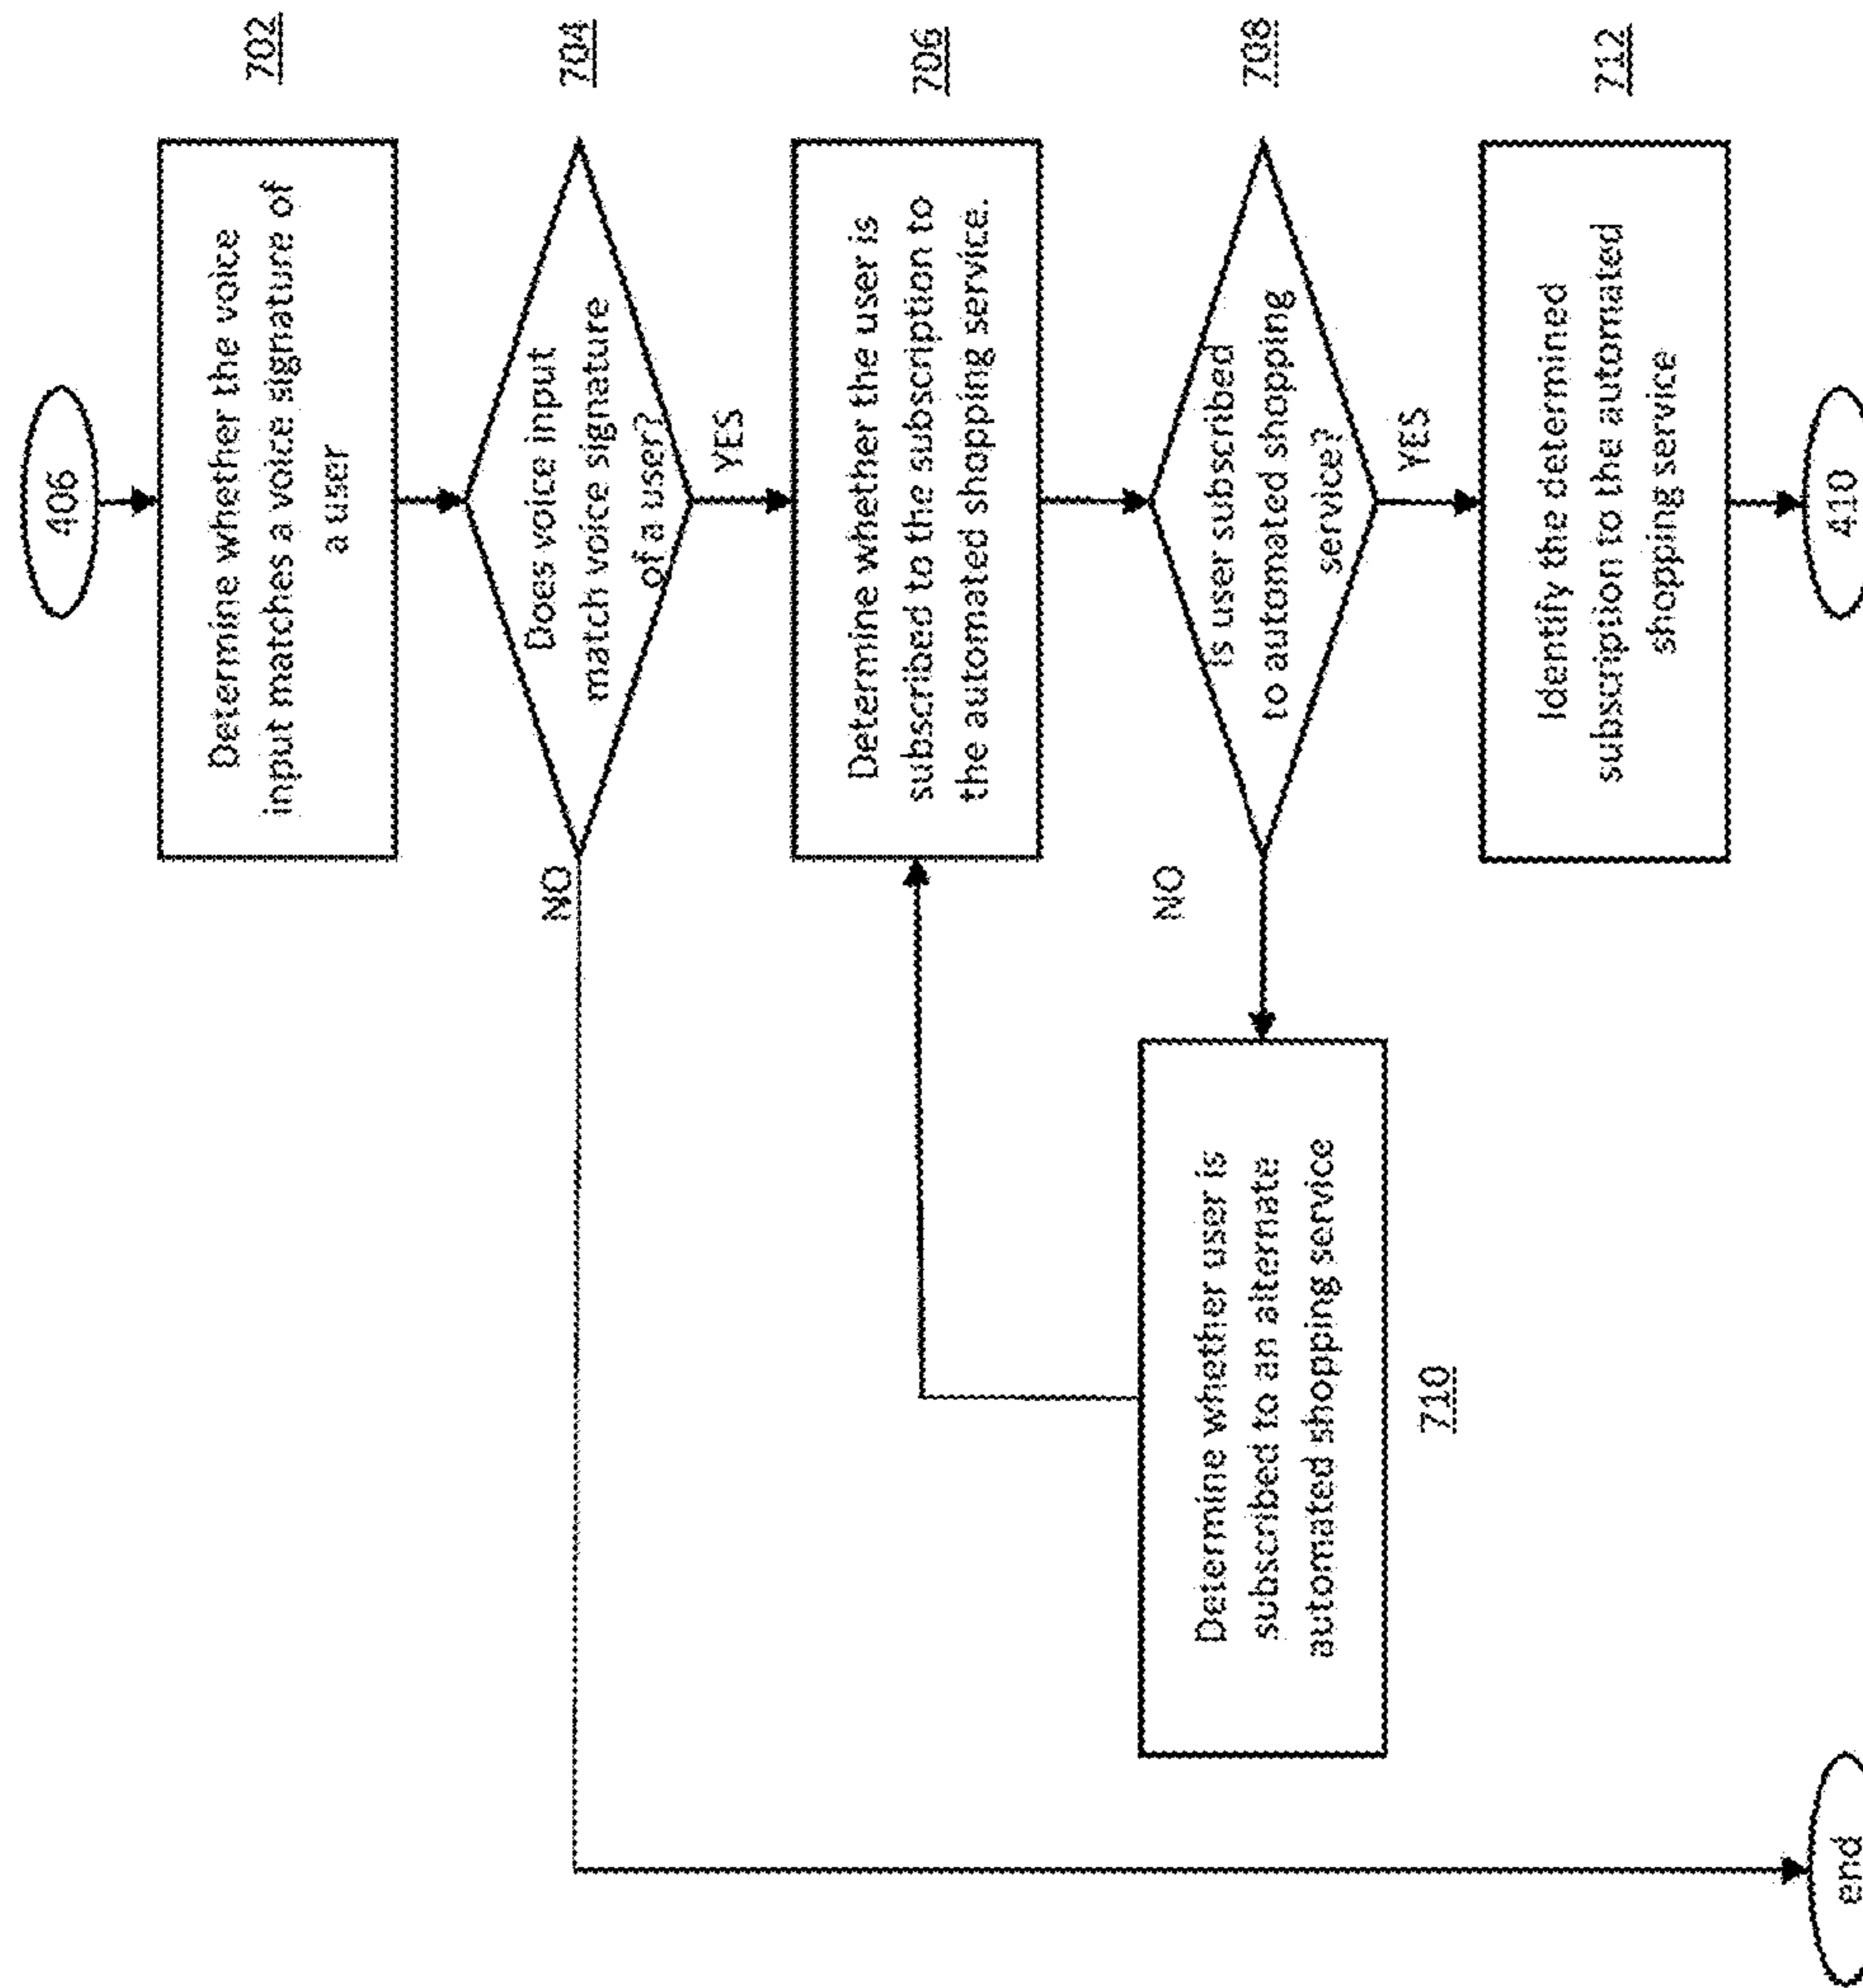 406
Determine whether the voice
input matches a voice signature of
a user
702
Does voice input
match voice signature
of a user?
704
NO
YES
Determine whether the user is
subscribed to the subscription to
the automated shopping service.
706
is user subscribed
to automated shopping
service?
708
NO
YES
Determine whether user is
subscribed to an alternate
automated shopping service
710
Identify the determined
subscription to the automated
shopping service
712
410
end